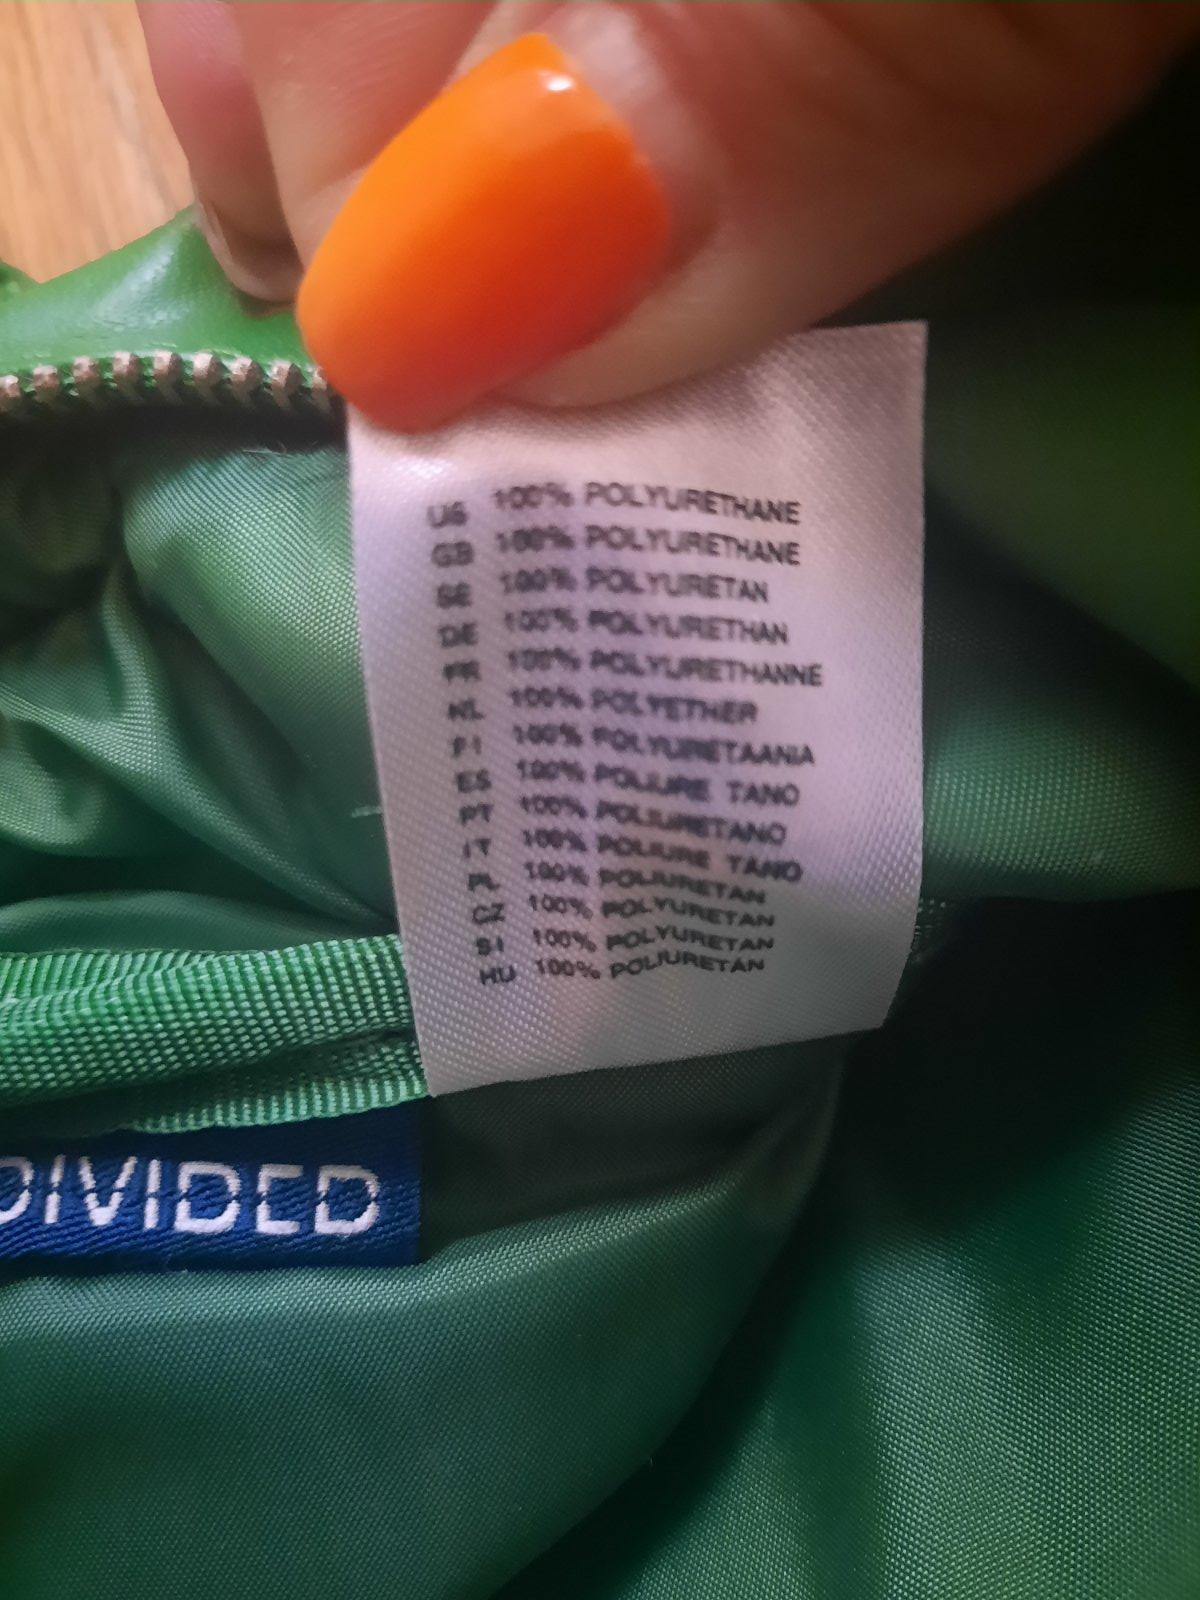 US 100% POLYURETHANE
GB 100% POLYURETHANE
SE 100% POLYURETAN
DE 100% POLYURETHAN
FR 100% POLYURETHANNE
NL 100% POLYETHER
FI 100% POLYURETAANIA
ES 100% POLIURE TANO
PT 100% POLIURETANO
IT 100% POLIURE TANO
PL 100% POLIURETAN
CZ 100% POLYURETAN
SI 100% POLYURETAN
HU 100% POLIURETÁN
DIVIDED